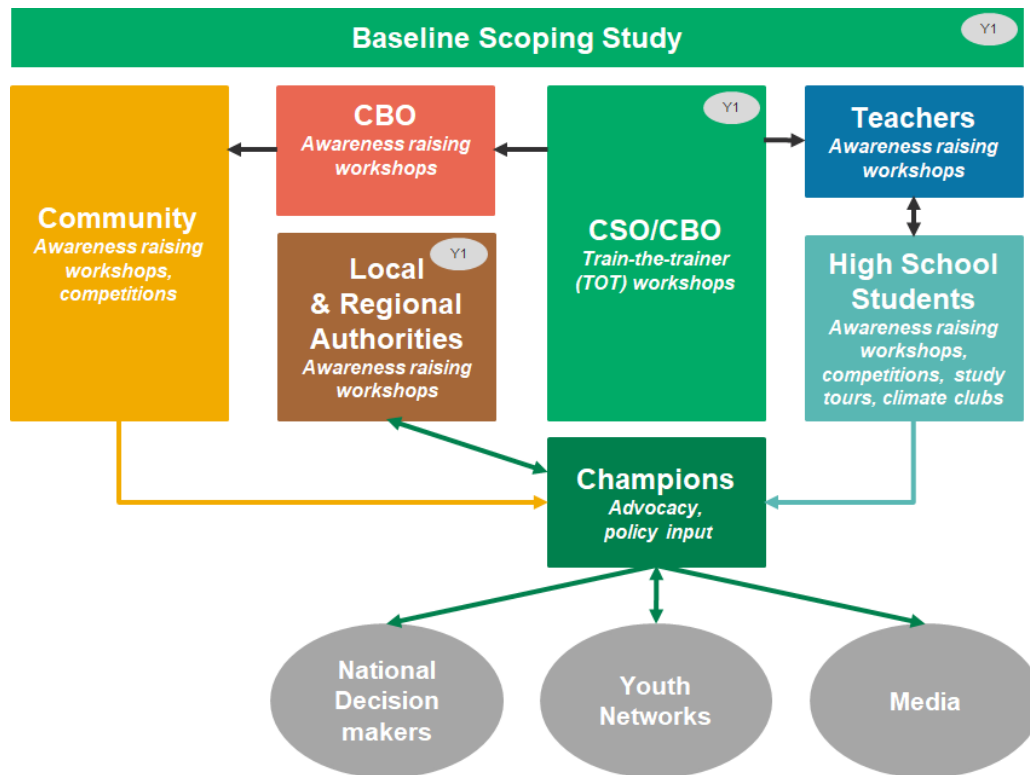 Baseline Scoping Study
Y1
Community
Awareness raising
workshops,
competitions
CBO
Awareness raising
workshops
Y1
Local
& Regional
Authorities
Awareness raising
workshops
Y1
CSO/CBO
Train-the-trainer
(TOT) workshops
Teachers
Awareness raising
workshops
High School
Students
Awareness raising
workshops,
competitions, study
tours, climate clubs
Champions
Advocacy,
policy input
National
Decision
makers
Youth
Networks
Media